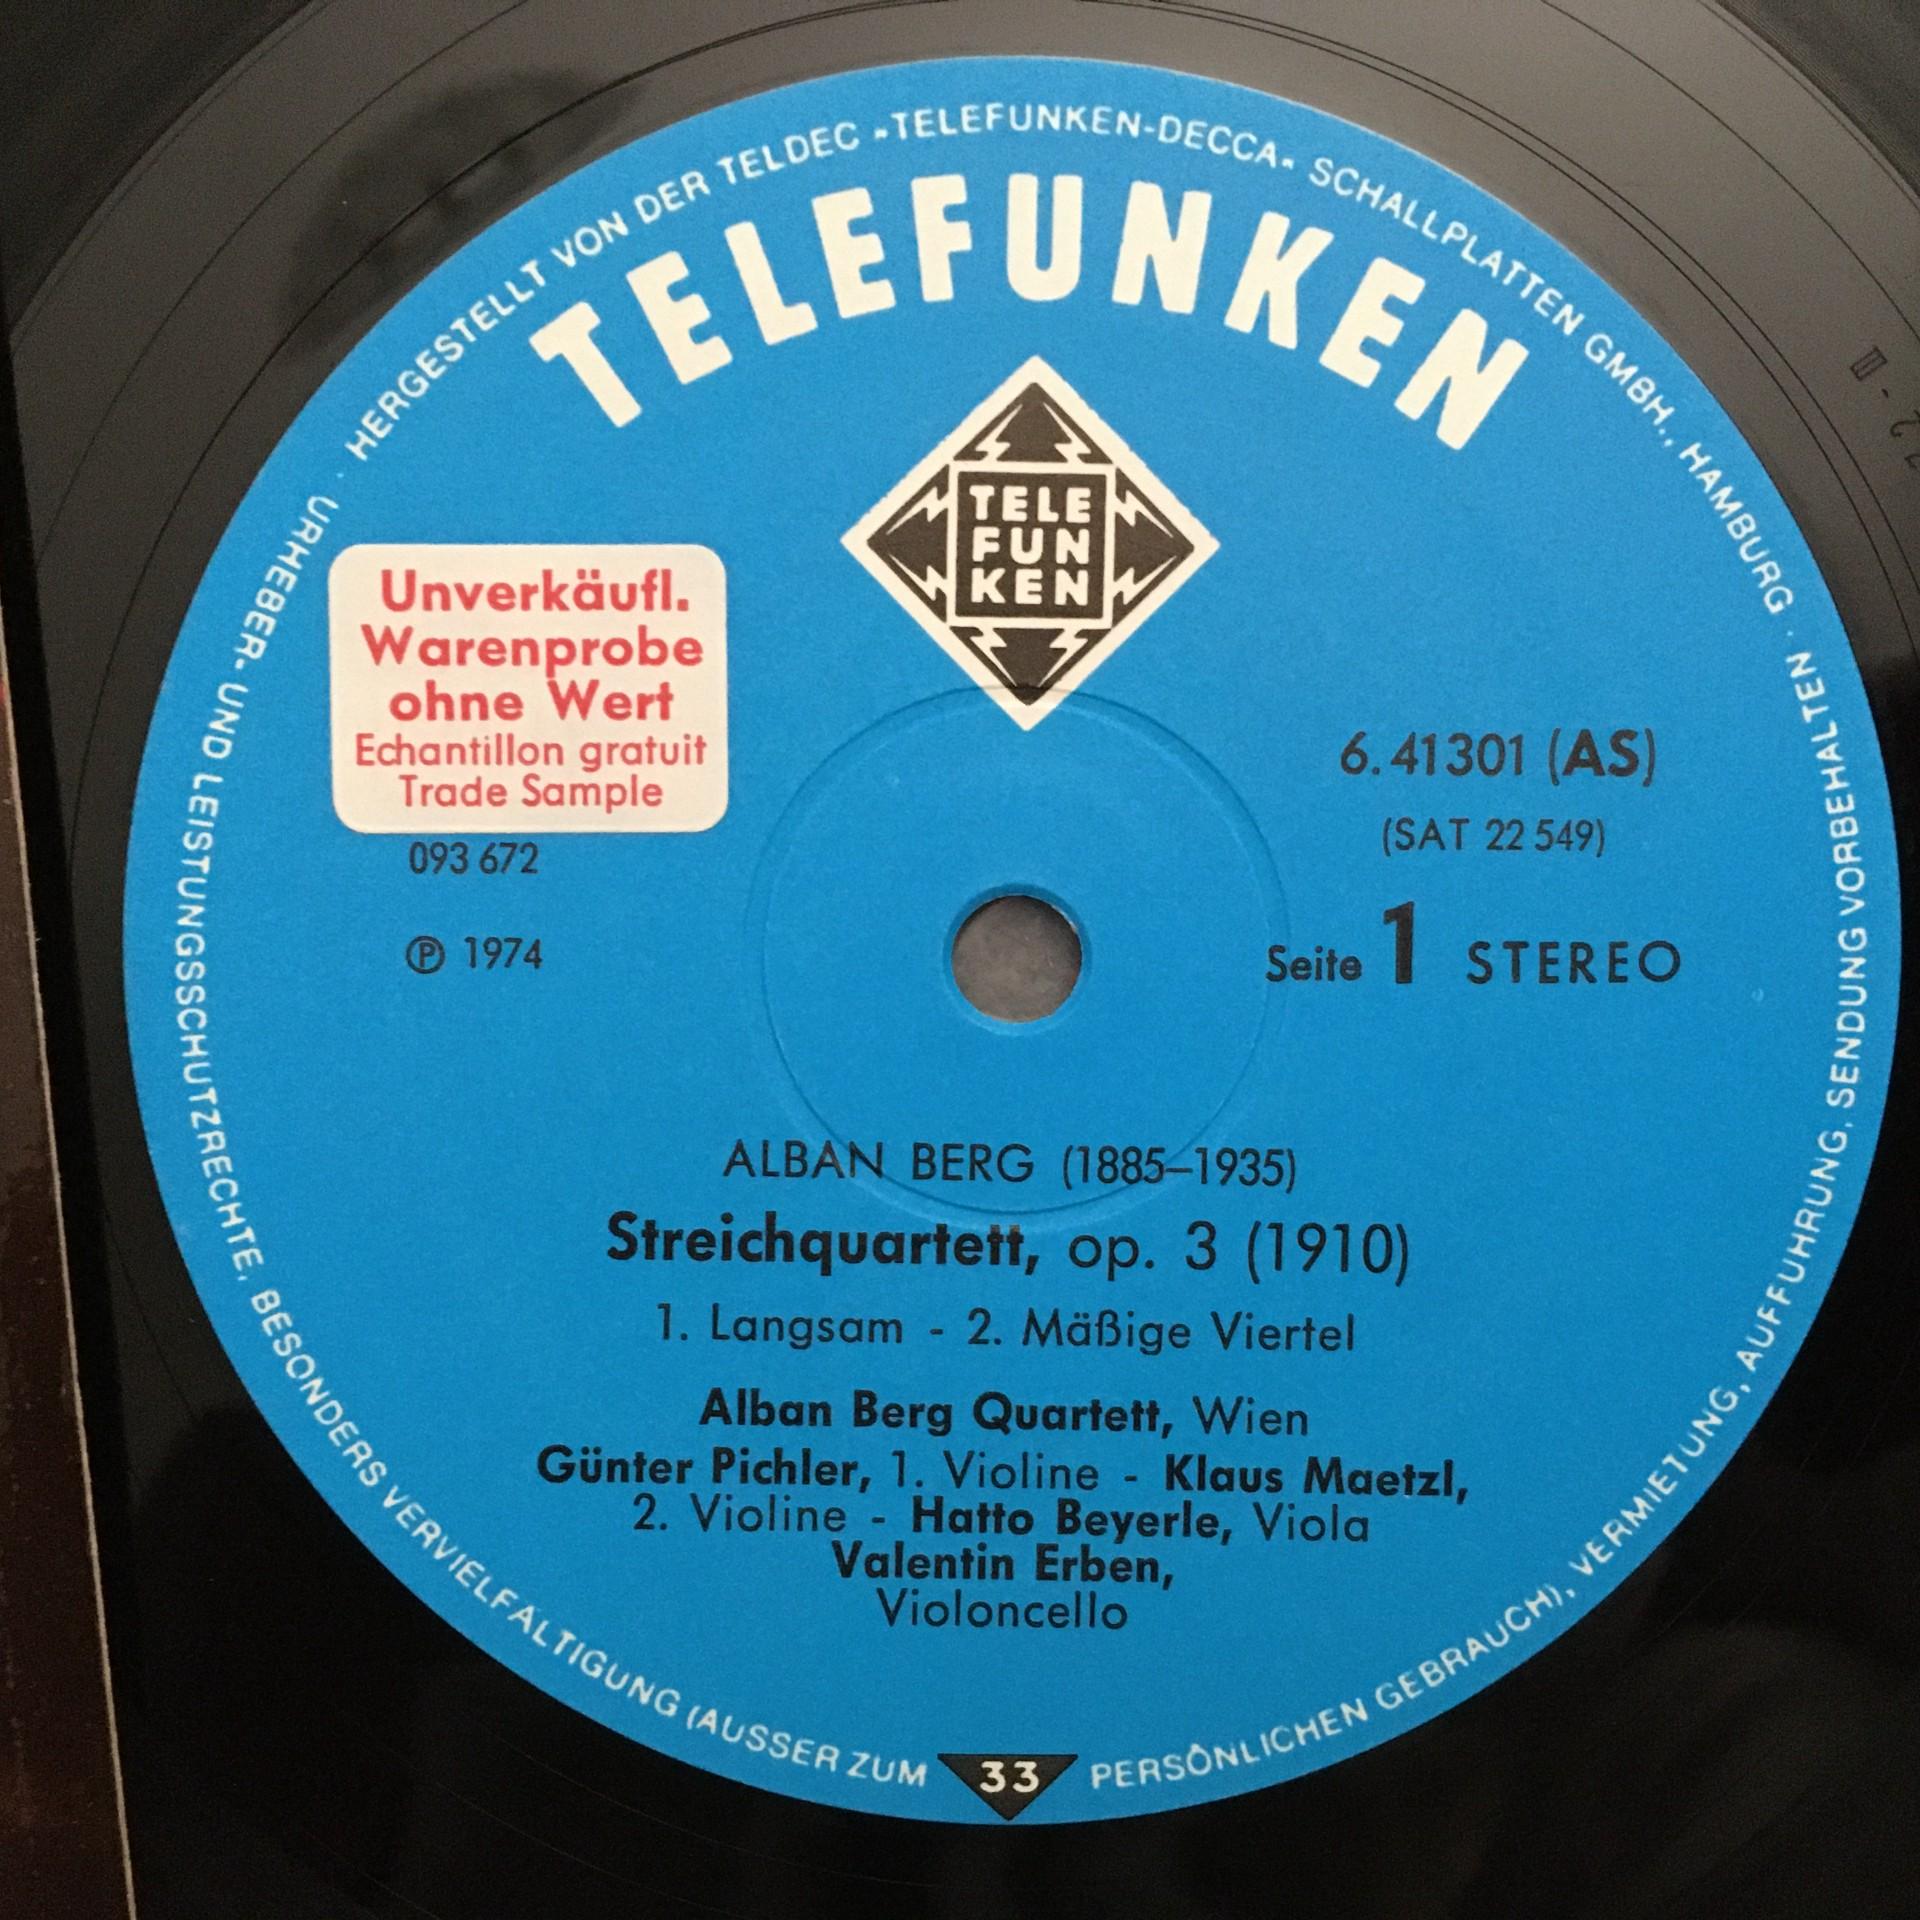 HERGESTELLT VON DER TELDEC »TELEFUNKEN-DECCA« SCHALLPLATTEN GMBH., HAMBURG · URHEBER- UND LEISTUNGSSCHUTZRECHTE, BESONDERS VERVIELFÄLTIGUNG (AUSSER ZUM PERSÖNLICHEN GEBRAUCH), VERMIETUNG, AUFFÜHRUNG, SENDUNG VORBEHALTEN ·
TELEFUNKEN
TELE
FUN
KEN
Unverkäufl.
Warenprobe
ohne Wert
Echantillon gratuit
Trade Sample
093 672
℗ 1974
6.41301 (AS)
(SAT 22 549)
Seite 1 STEREO
ALBAN BERG (1885–1935)
Streichquartett, op. 3 (1910)
1. Langsam - 2. Mäßige Viertel
Alban Berg Quartett, Wien
Günter Pichler, 1. Violine - Klaus Maetzl,
2. Violine - Hatto Beyerle, Viola
Valentin Erben,
Violoncello
33